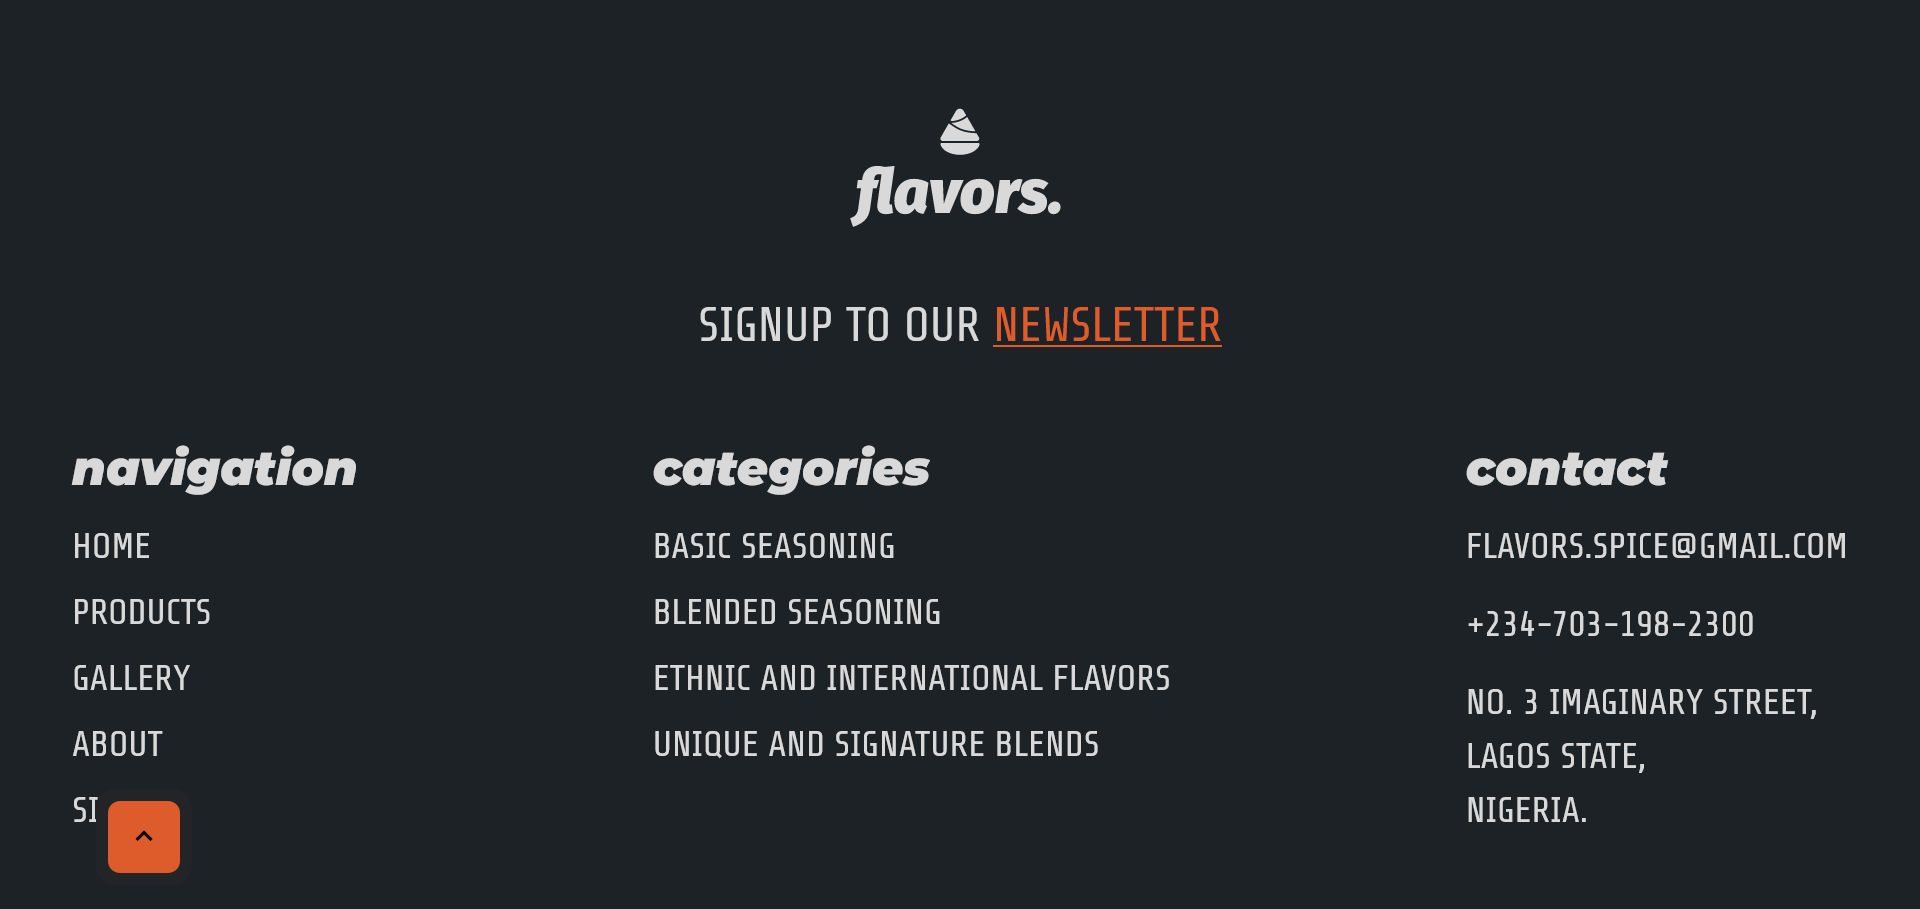 flavors.
SIGNUP TO OUR NEWSLETTER
navigation
HOME
PRODUCTS
GALLERY
ABOUT
categories
BASIC SEASONING
BLENDED SEASONING
ETHNIC AND INTERNATIONAL FLAVORS
UNIQUE AND SIGNATURE BLENDS
contact
FLAVORS.SPICE@GMAIL.COM
+234-703-198-2300
NO. 3 IMAGINARY STREET,
LAGOS STATE,
NIGERIA.